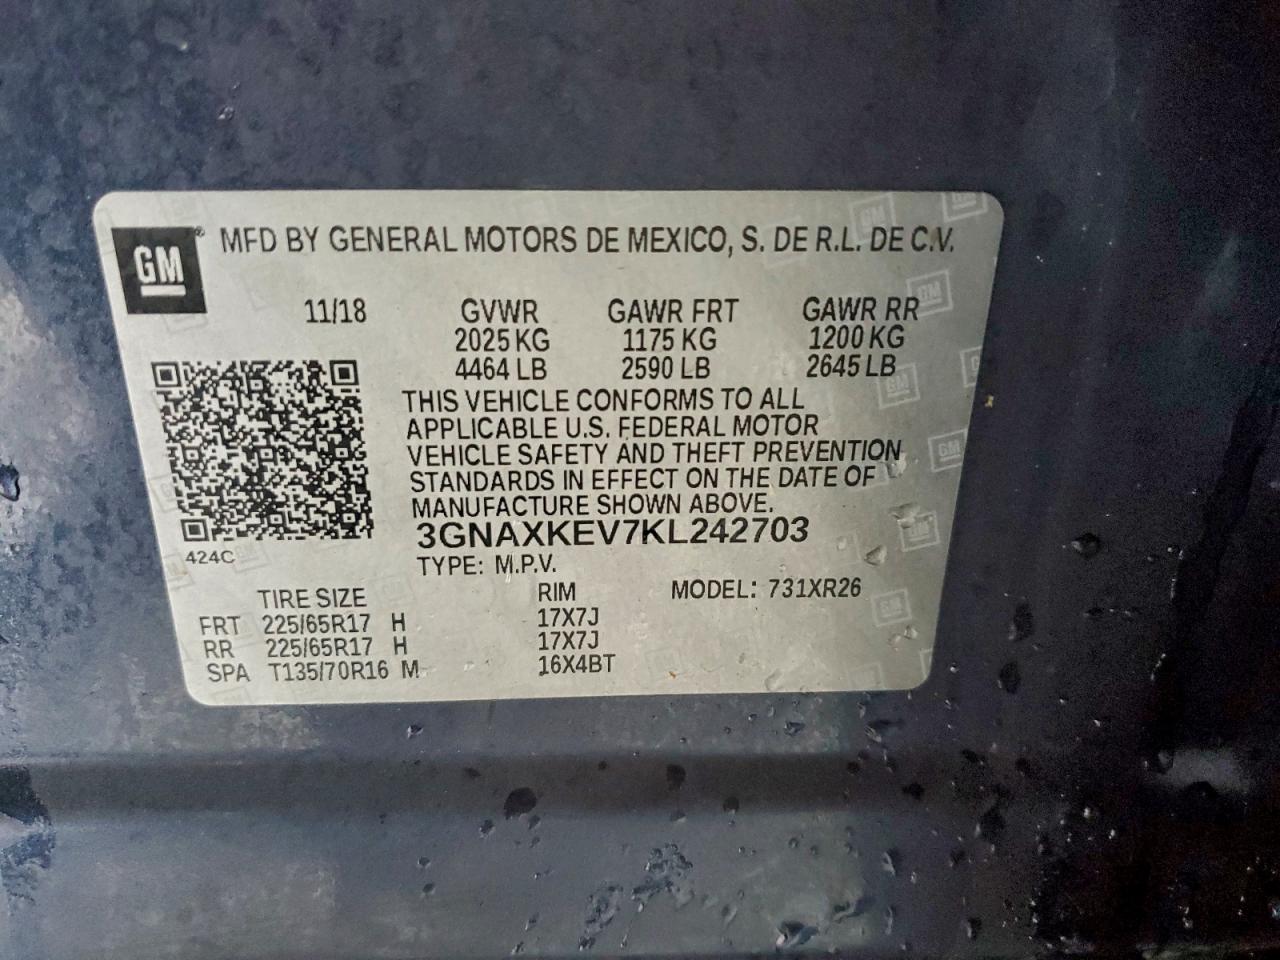 GM ® MFD BY GENERAL MOTORS DE MEXICO, S. DE R.L. DE C.V.
11/18 GVWR GAWR FRT GAWR RR
2025 KG 1175 KG 1200 KG
4464 LB 2590 LB 2645 LB
THIS VEHICLE CONFORMS TO ALL
APPLICABLE U.S. FEDERAL MOTOR
VEHICLE SAFETY AND THEFT PREVENTION
STANDARDS IN EFFECT ON THE DATE OF
MANUFACTURE SHOWN ABOVE.
3GNAXKEV7KL242703
424C
TYPE: M.P.V.
TIRE SIZE RIM MODEL: 731XR26
FRT 225/65R17 H 17X7J
RR 225/65R17 H 17X7J
SPA T135/70R16 M 16X4BT